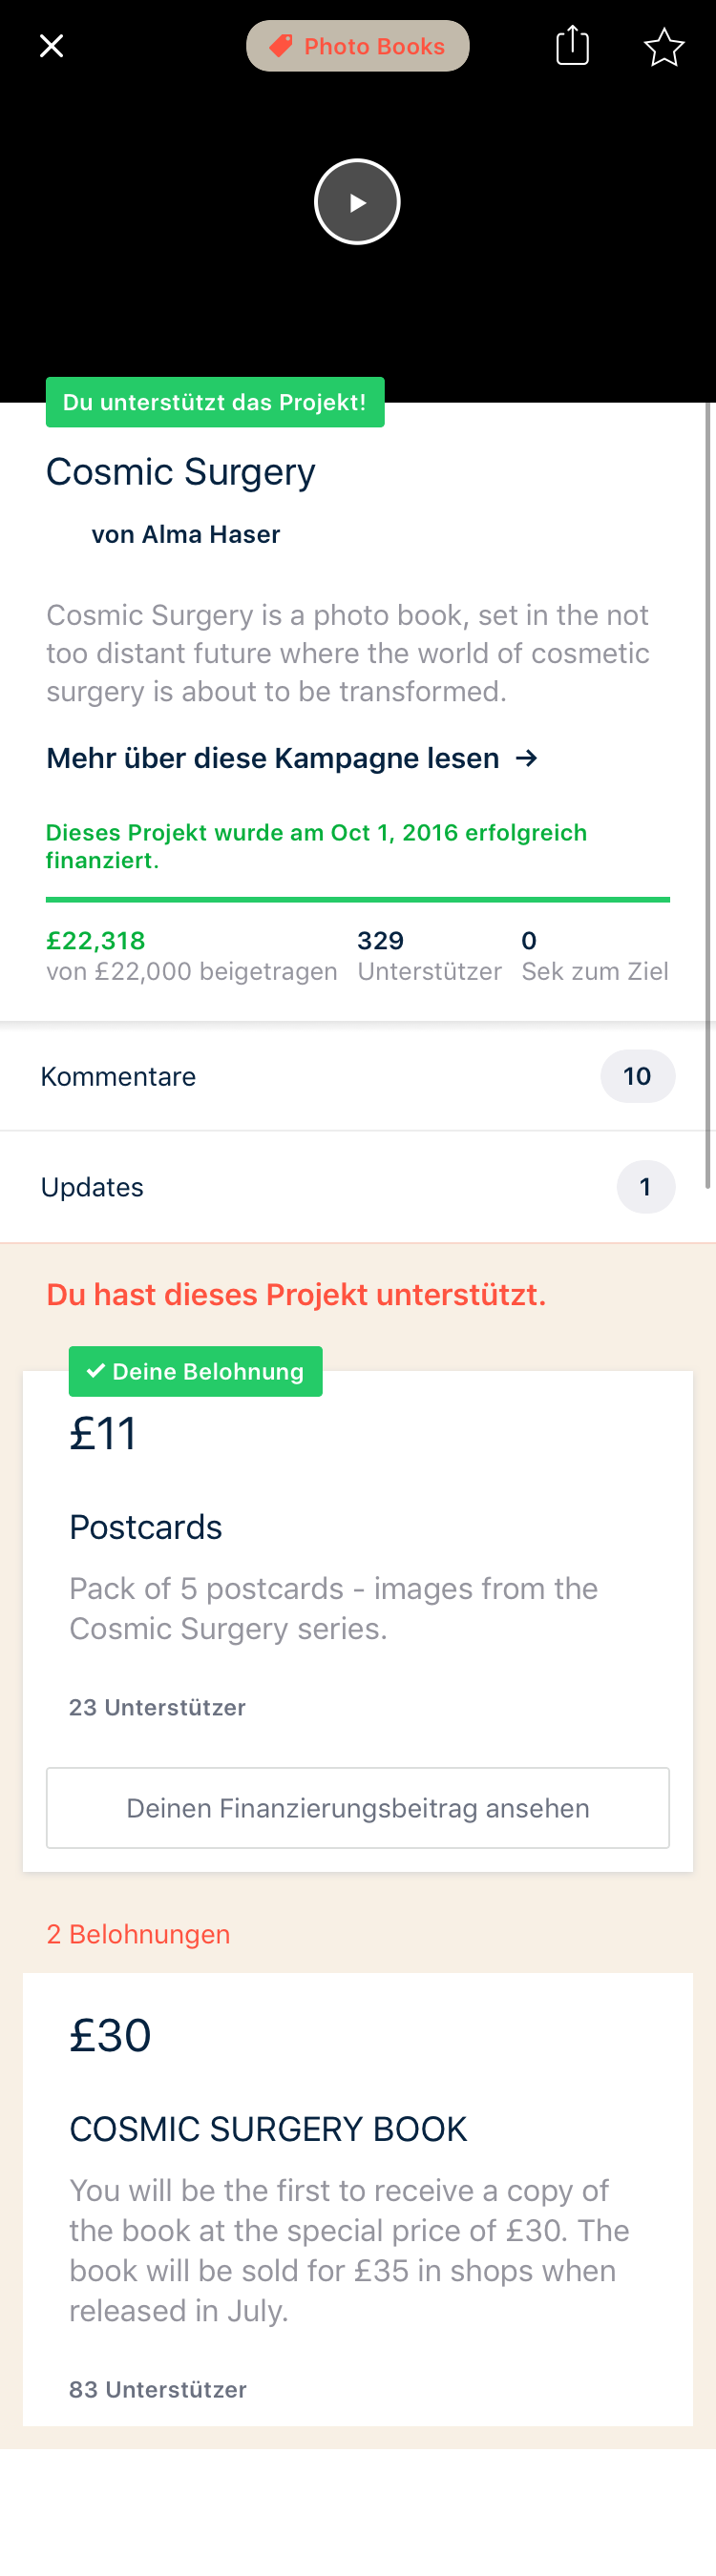 Photo Books
Du unterstützt das Projekt!
Cosmic Surgery
von Alma Haser
Cosmic Surgery is a photo book, set in the not
too distant future where the world of cosmetic
surgery is about to be transformed.
Mehr über diese Kampagne lesen →
Dieses Projekt wurde am Oct 1, 2016 erfolgreich
finanziert.
£22,318 329 0
von £22,000 beigetragen Unterstützer Sek zum Ziel
Kommentare 10
Updates 1
Du hast dieses Projekt unterstützt.
✓ Deine Belohnung
£11
Postcards
Pack of 5 postcards - images from the
Cosmic Surgery series.
23 Unterstützer
Deinen Finanzierungsbeitrag ansehen
2 Belohnungen
£30
COSMIC SURGERY BOOK
You will be the first to receive a copy of
the book at the special price of £30. The
book will be sold for £35 in shops when
released in July.
83 Unterstützer